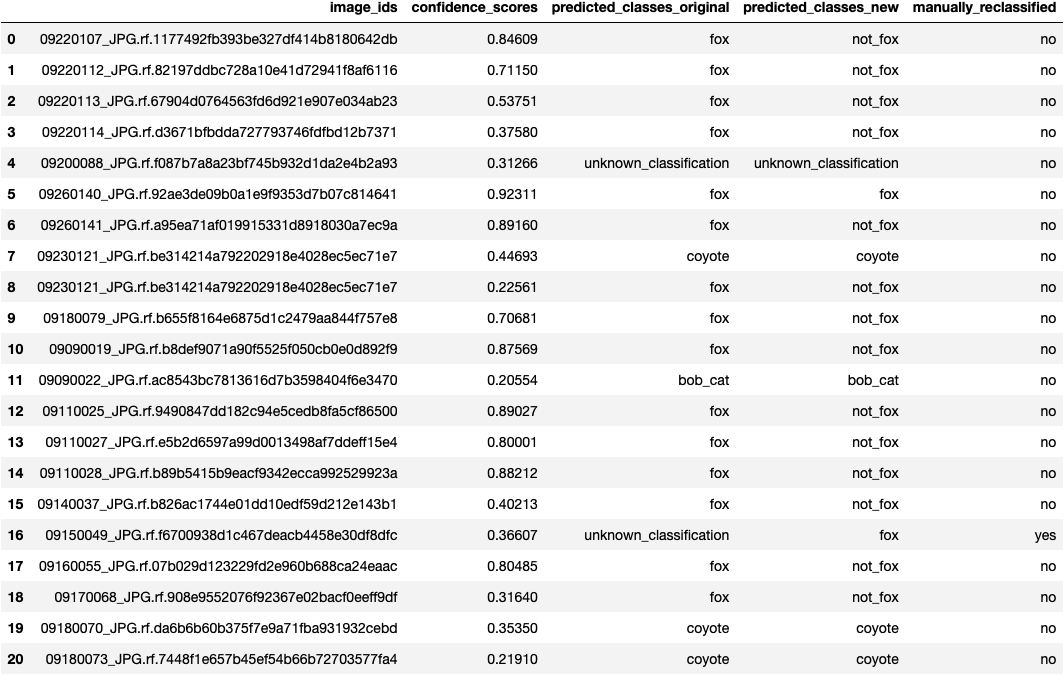 image_ids confidence_scores predicted_classes_original predicted_classes_new manually_reclassified
0 09220107_JPG.rf.1177492fb393be327df414b8180642db 0.84609 fox not_fox no
1 09220112_JPG.rf.82197ddbc728a10e41d72941f8af6116 0.71150 fox not_fox no
2 09220113_JPG.rf.67904d0764563fd6d921e907e034ab23 0.53751 fox not_fox no
3 09220114_JPG.rf.d3671bfbdda727793746fdfbd12b7371 0.37580 fox not_fox no
4 09200088_JPG.rf.f087b7a8a23bf745b932d1da2e4b2a93 0.31266 unknown_classification unknown_classification no
5 09260140_JPG.rf.92ae3de09b0a1e9f9353d7b07c814641 0.92311 fox fox no
6 09260141_JPG.rf.a95ea71af019915331d8918030a7ec9a 0.89160 fox not_fox no
7 09230121_JPG.rf.be314214a792202918e4028ec5ec71e7 0.44693 coyote coyote no
8 09230121_JPG.rf.be314214a792202918e4028ec5ec71e7 0.22561 fox not_fox no
9 09180079_JPG.rf.b655f8164e6875d1c2479aa844f757e8 0.70681 fox not_fox no
10 09090019_JPG.rf.b8def9071a90f5525f050cb0e0d892f9 0.87569 fox not_fox no
11 09090022_JPG.rf.ac8543bc7813616d7b3598404f6e3470 0.20554 bob_cat bob_cat no
12 09110025_JPG.rf.9490847dd182c94e5cedb8fa5cf86500 0.89027 fox not_fox no
13 09110027_JPG.rf.e5b2d6597a99d0013498af7ddeff15e4 0.80001 fox not_fox no
14 09110028_JPG.rf.b89b5415b9eacf9342ecca992529923a 0.88212 fox not_fox no
15 09140037_JPG.rf.b826ac1744e01dd10edf59d212e143b1 0.40213 fox not_fox no
16 09150049_JPG.rf.f6700938d1c467deacb4458e30df8dfc 0.36607 unknown_classification fox yes
17 09160055_JPG.rf.07b029d123229fd2e960b688ca24eaac 0.80485 fox not_fox no
18 09170068_JPG.rf.908e9552076f92367e02bacf0eeff9df 0.31640 fox not_fox no
19 09180070_JPG.rf.da6b6b60b375f7e9a71fba931932cebd 0.35350 coyote coyote no
20 09180073_JPG.rf.7448f1e657b45ef54b66b72703577fa4 0.21910 coyote coyote no